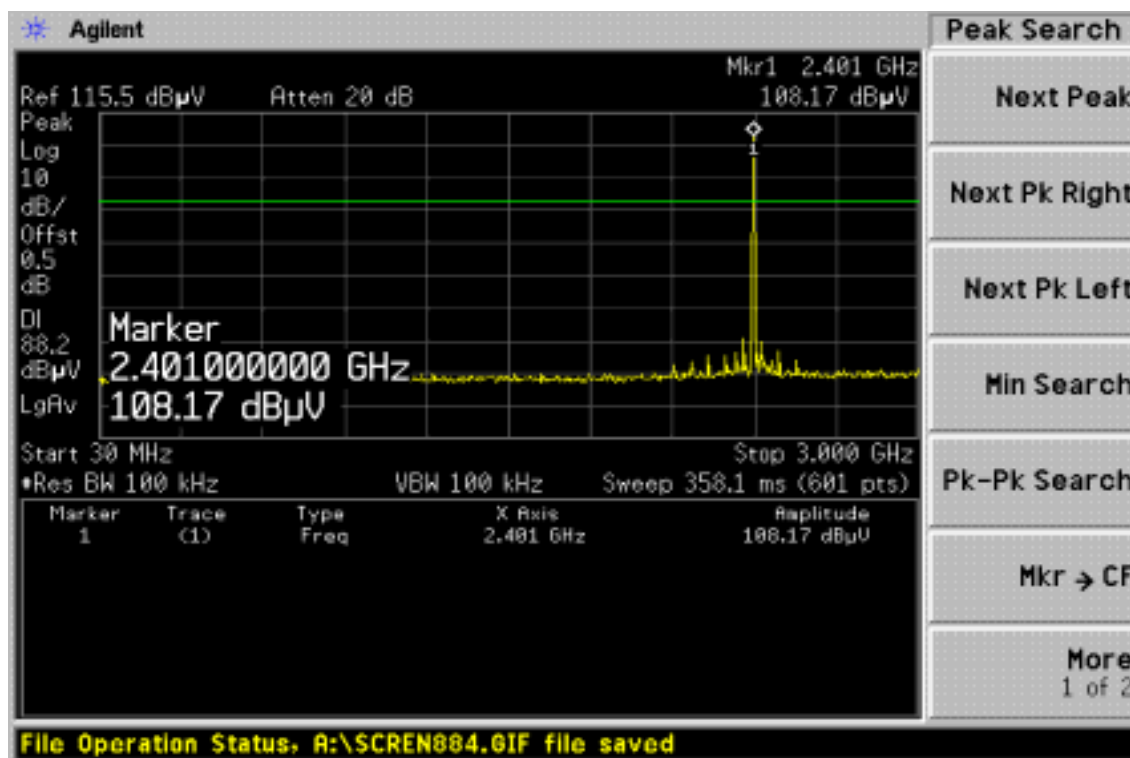 Agilent
Peak Search
Mkr1 2.401 GHz
Ref 115.5 dBµV Atten 20 dB 108.17 dBµV
Peak
Log
10
dB/
Offst
0.5
dB
DI
88.2
dBµV
LgAv
1
Marker
2.401000000 GHz
108.17 dBµV
Start 30 MHz Stop 3.000 GHz
*Res BW 100 kHz VBW 100 kHz Sweep 358.1 ms (601 pts)
Marker Trace Type X Axis Amplitude
1 (1) Freq 2.401 GHz 108.17 dBµV
Next Peak
Next Pk Right
Next Pk Left
Min Search
Pk-Pk Search
Mkr → CF
More
1 of 2
File Operation Status, A:\SCREN884.GIF file saved